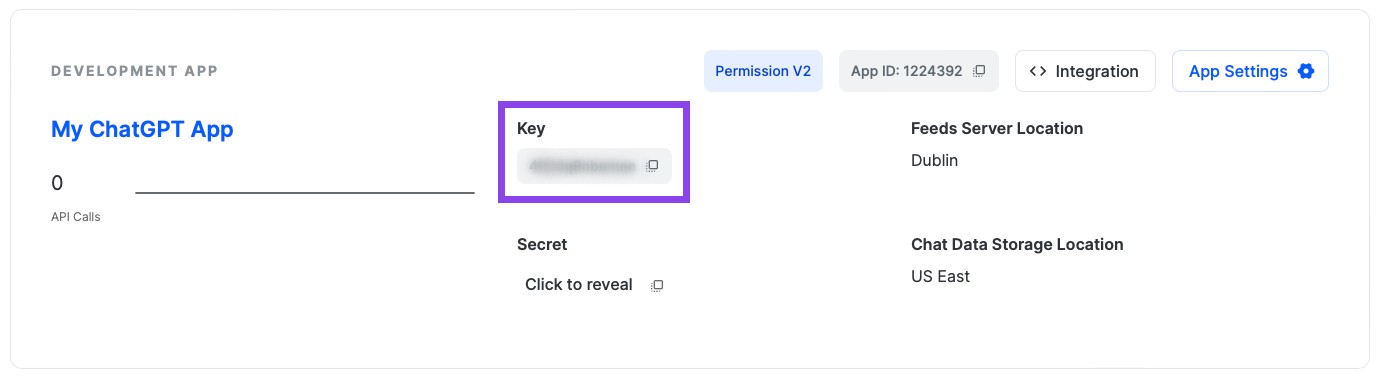 DEVELOPMENT APP
Permission V2
App ID: 1224392
Integration
App Settings
My ChatGPT App
0
API Calls
Key
Secret
Click to reveal
Feeds Server Location
Dublin
Chat Data Storage Location
US East